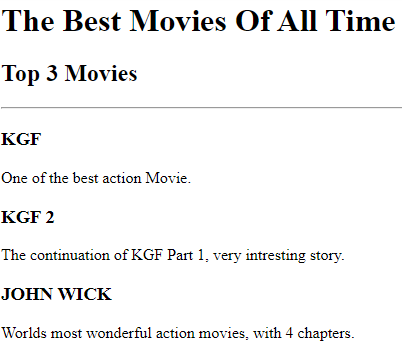 The Best Movies Of All Time
Top 3 Movies
KGF
One of the best action Movie.
KGF 2
The continuation of KGF Part 1, very intresting story.
JOHN WICK
Worlds most wonderful action movies, with 4 chapters.